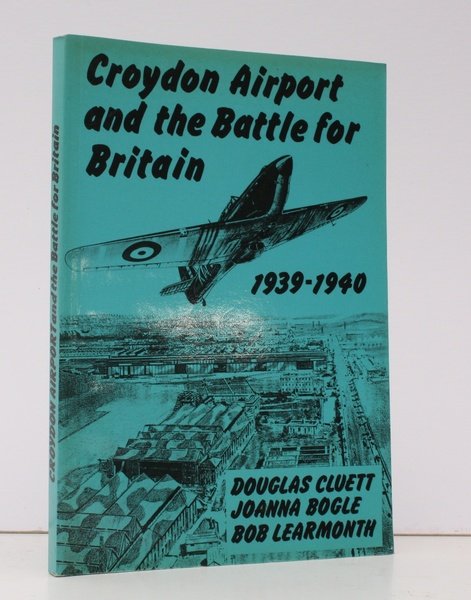 Croydon Airport
and the Battle for
Britain
1939-1940
DOUGLAS CLUETT
JOANNA BOGLE
BOB LEARMONTH
CROYDON AIRPORT and the Battle for Britain